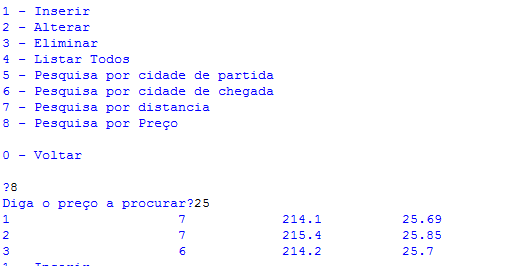 1 - Inserir
2 - Alterar
3 - Eliminar
4 - Listar Todos
5 - Pesquisa por cidade de partida
6 - Pesquisa por cidade de chegada
7 - Pesquisa por distancia
8 - Pesquisa por Preço
0 - Voltar
?8
Diga o preço a procurar?25
1 7 214.1 25.69
2 7 215.4 25.85
3 6 214.2 25.7
1 - Inserir